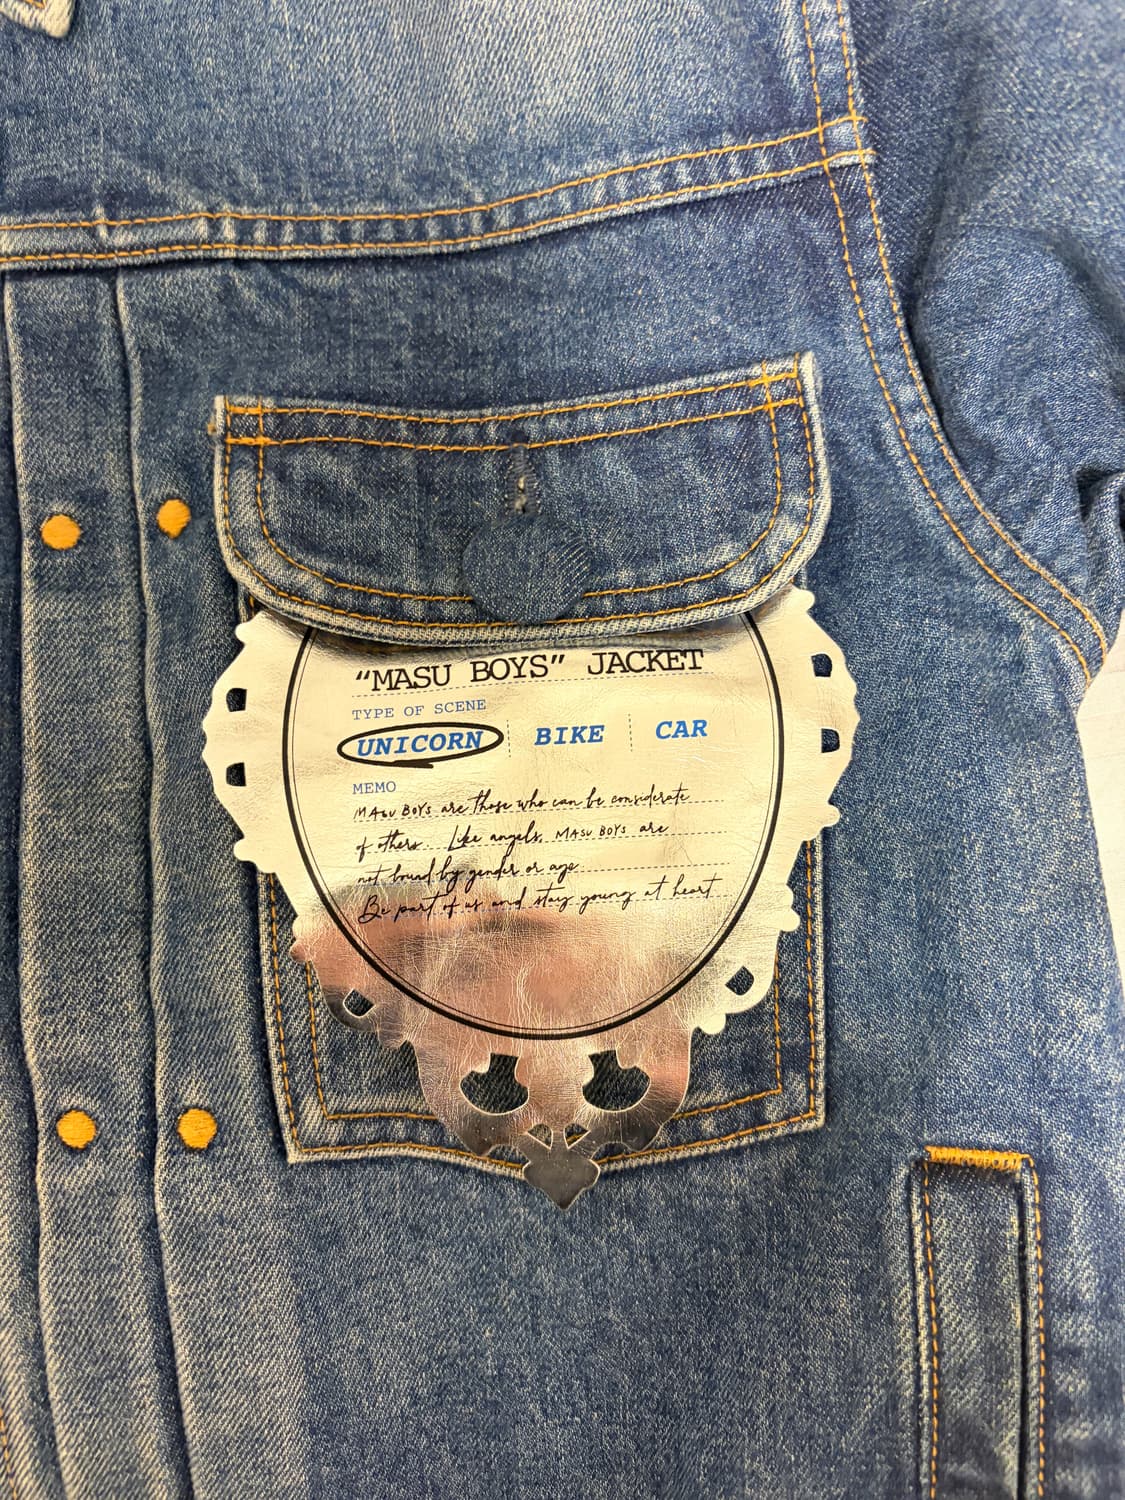 “MASU BOYS” JACKET
TYPE OF SCENE
UNICORN BIKE CAR
MEMO
MASU BOYS are those who can be considerate
of others. Like angels, MASU BOYS are
not bound by gender or age.
Be part of us and stay young at heart